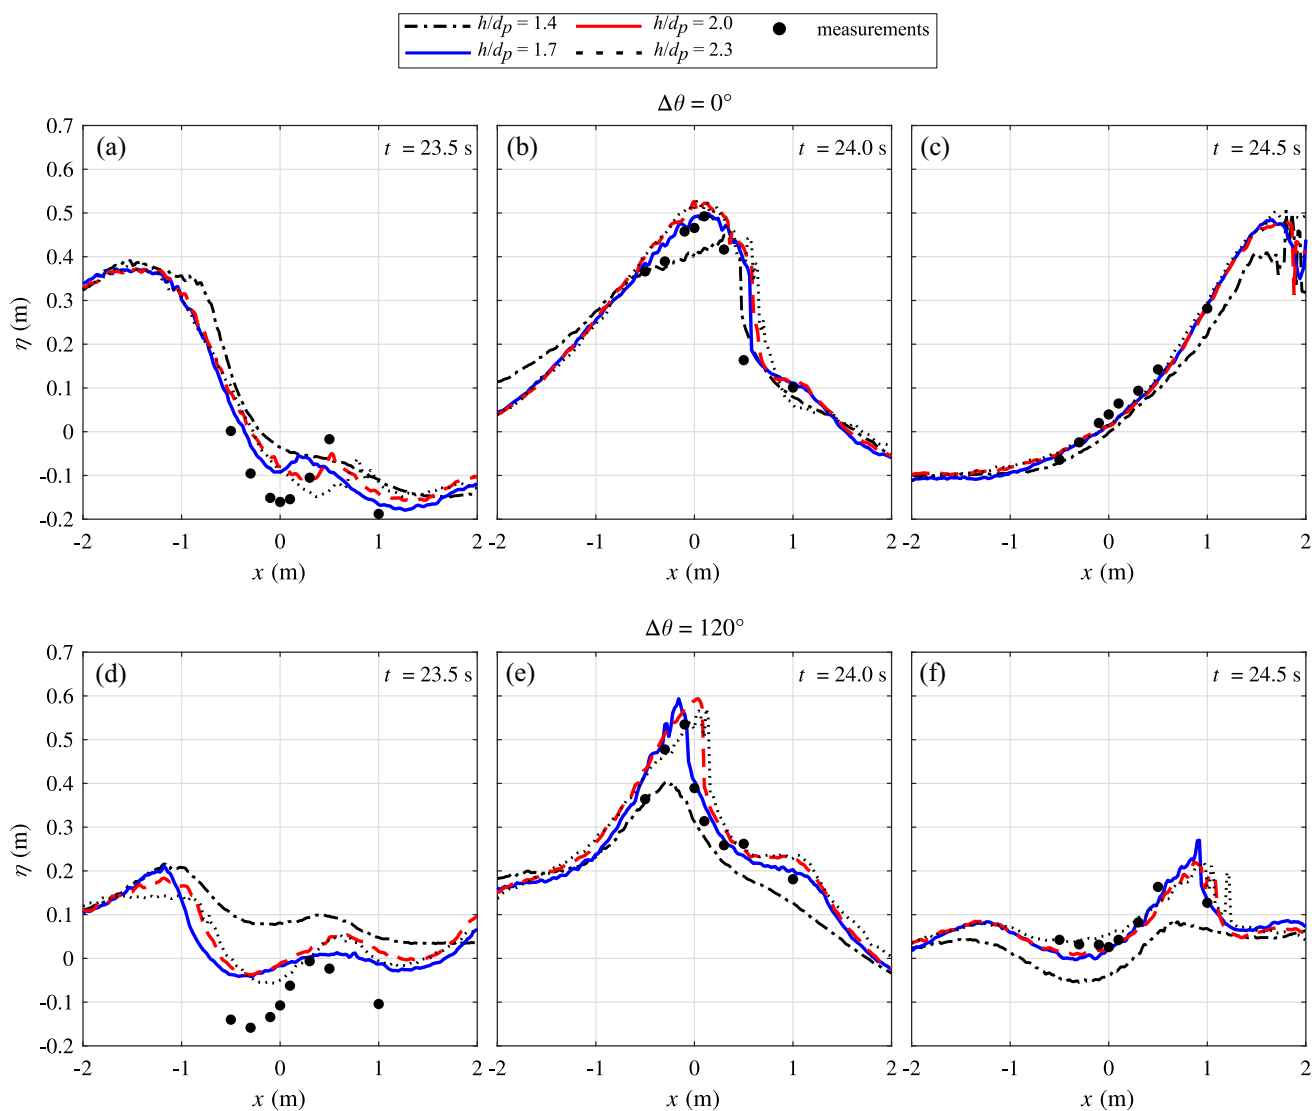 h/dp = 1.4 h/dp = 2.0 measurements
h/dp = 1.7 h/dp = 2.3
Δθ = 0°
(a) t = 23.5 s
(b) t = 24.0 s
(c) t = 24.5 s
0.7
0.6
0.5
0.4
0.3
0.2
0.1
0
-0.1
-0.2
η (m)
-2 -1 0 1 2
-2 -1 0 1 2
-2 -1 0 1 2
x (m)
x (m)
x (m)
Δθ = 120°
(d) t = 23.5 s
(e) t = 24.0 s
(f) t = 24.5 s
0.7
0.6
0.5
0.4
0.3
0.2
0.1
0
-0.1
-0.2
η (m)
-2 -1 0 1 2
-2 -1 0 1 2
-2 -1 0 1 2
x (m)
x (m)
x (m)